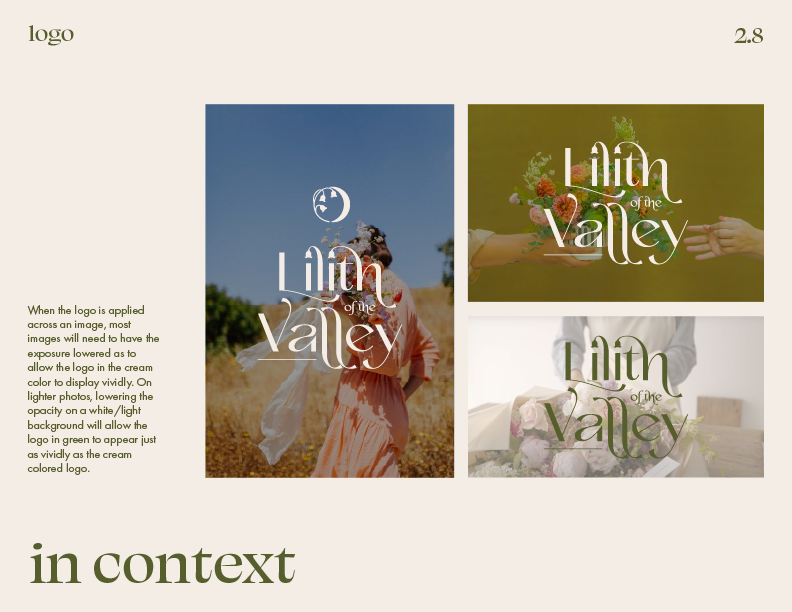 logo
2.8
Lilith
of the
Valley
Lilith
of the
Valley
Lilith
of the
Valley
When the logo is applied
across an image, most
images will need to have the
exposure lowered as to
allow the logo in the cream
color to display vividly. On
lighter photos, lowering the
opacity on a white/light
background will allow the
logo in green to appear just
as vividly as the cream
colored logo.
in context